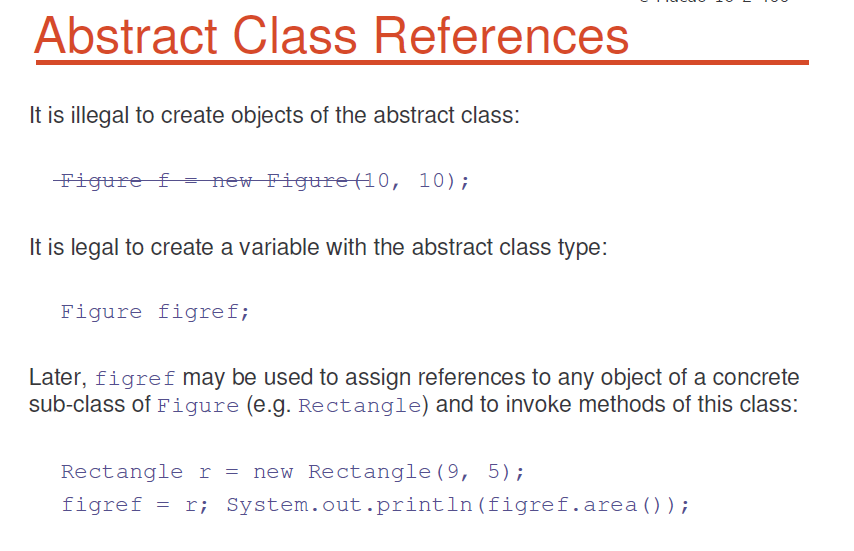 Abstract Class References
It is illegal to create objects of the abstract class:
Figure f = new Figure(10, 10);
It is legal to create a variable with the abstract class type:
Figure figref;
Later, figref may be used to assign references to any object of a concrete
sub-class of Figure (e.g. Rectangle) and to invoke methods of this class:
Rectangle r = new Rectangle(9, 5);
figref = r; System.out.println(figref.area());